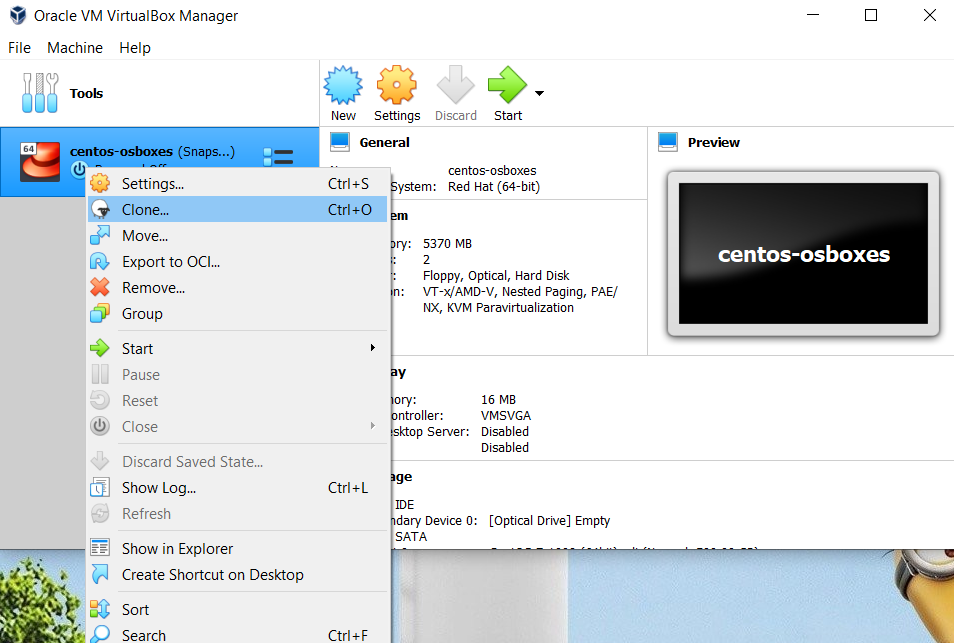 Oracle VM VirtualBox Manager
File Machine Help
Tools
New Settings Discard Start
64
centos-osboxes (Snaps...)
General
centos-osboxes
System: Red Hat (64-bit)
Preview
centos-osboxes
Settings... Ctrl+S
Clone... Ctrl+O
Move...
Export to OCI...
Remove...
Group
Start
Pause
Reset
Close
Discard Saved State...
Show Log... Ctrl+L
Refresh
Show in Explorer
Create Shortcut on Desktop
Sort
Search Ctrl+F
em
ory: 5370 MB
2
Floppy, Optical, Hard Disk
on: VT-x/AMD-V, Nested Paging, PAE/
NX, KVM Paravirtualization
ay
ory: 16 MB
ontroller: VMSVGA
sktop Server: Disabled
Disabled
age
IDE
ndary Device 0: [Optical Drive] Empty
SATA